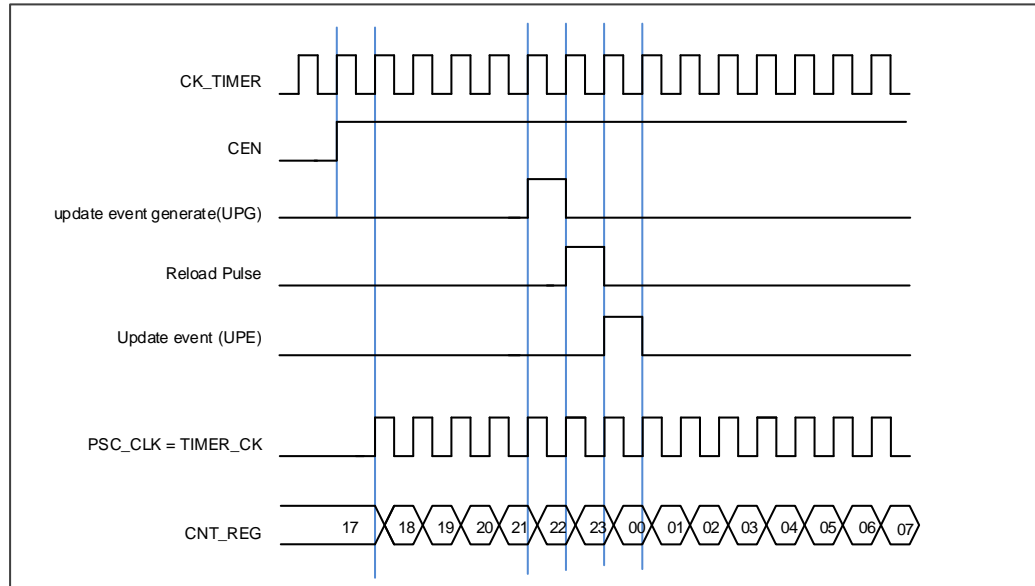 CK_TIMER
CEN
update event generate(UPG)
Reload Pulse
Update event (UPE)
PSC_CLK = TIMER_CK
CNT_REG 17 18 19 20 21 22 23 00 01 02 03 04 05 06 07